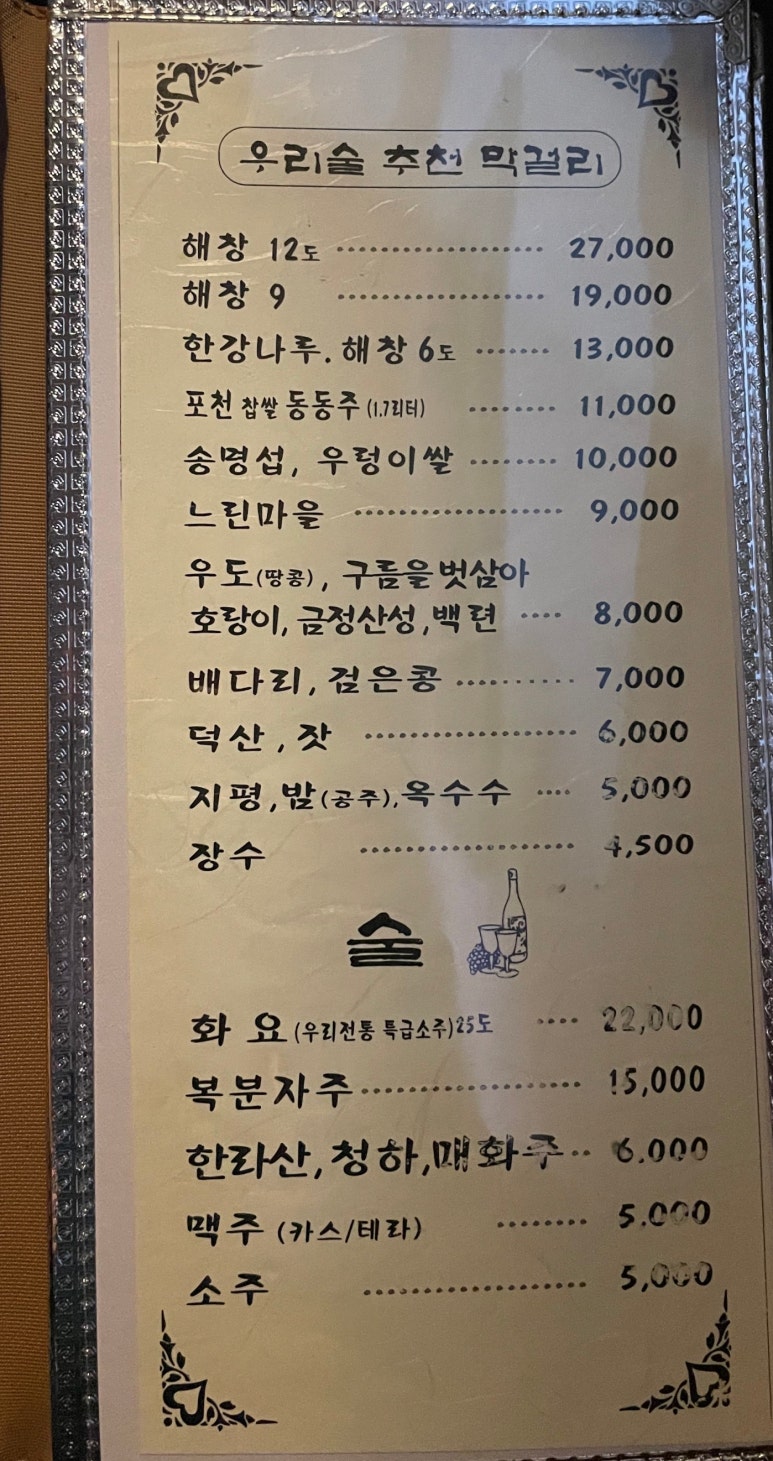 우리술 추천 막걸리
해창 12도 ···················· 27,000
해창 9 ···················· 19,000
한강나루. 해창 6도 ······· 13,000
포천 찹쌀 동동주 (1.7리터) ········ 11,000
송명섭, 우렁이쌀 ········ 10,000
느린마을 ···················· 9,000
우도(땅콩), 구름을벗삼아
호랑이, 금정산성, 백련 ···· 8,000
배다리, 검은콩 ··········· 7,000
덕산, 잣 ···················· 6,000
지평, 밤(공주), 옥수수 ···· 5,000
장수 ···················· 4,500
술
화요 (우리전통 특급소주)25도 ···· 22,000
복분자주 ···················· 15,000
한라산, 청하, 매화주 ·· 6.000
맥주 (카스/테라) ········ 5.000
소주 ···················· 5,000